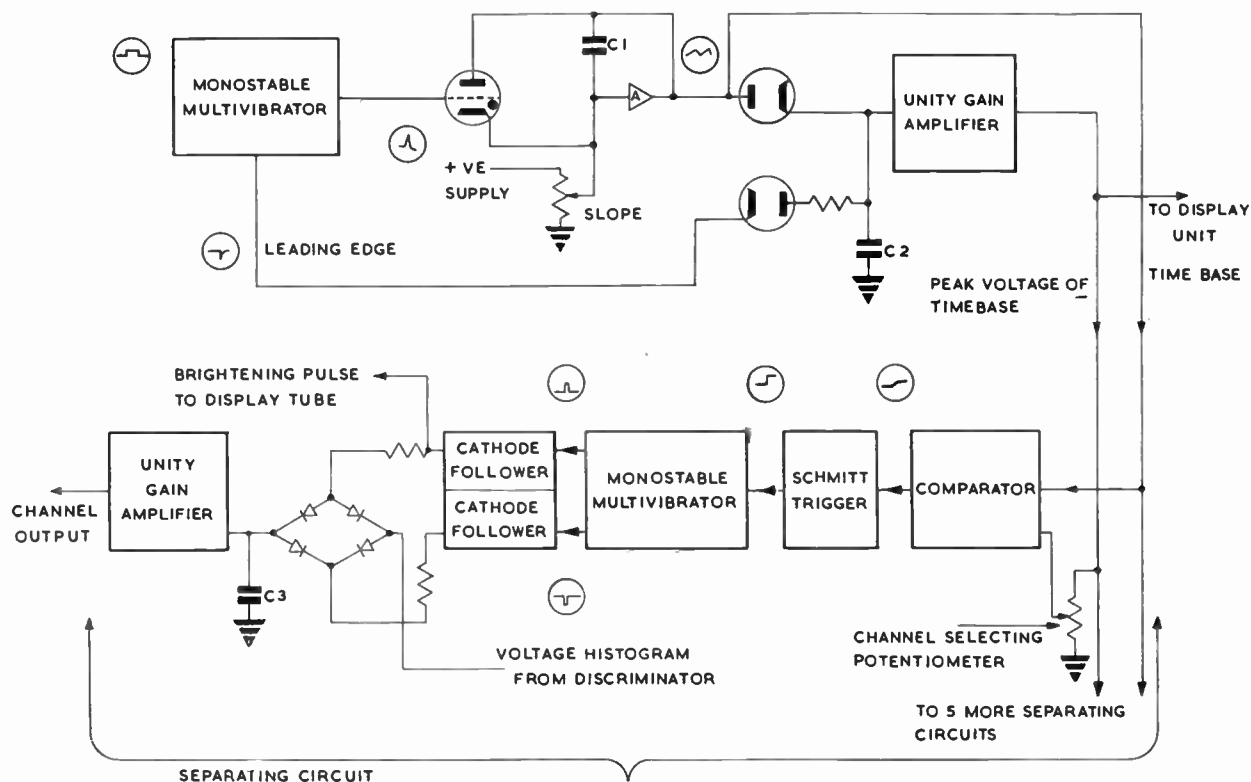 MONOSTABLE
MULTIVIBRATOR
C1
A
UNITY GAIN
AMPLIFIER
+ VE
SUPPLY
SLOPE
LEADING EDGE
C2
TO DISPLAY
UNIT
TIME BASE
PEAK VOLTAGE OF
TIMEBASE
BRIGHTENING PULSE
TO DISPLAY TUBE
UNITY
GAIN
AMPLIFIER
CATHODE
FOLLOWER
CATHODE
FOLLOWER
MONOSTABLE
MULTIVIBRATOR
SCHMITT
TRIGGER
COMPARATOR
CHANNEL
OUTPUT
C3
VOLTAGE HISTOGRAM
FROM DISCRIMINATOR
CHANNEL SELECTING
POTENTIOMETER
TO 5 MORE SEPARATING
CIRCUITS
SEPARATING CIRCUIT